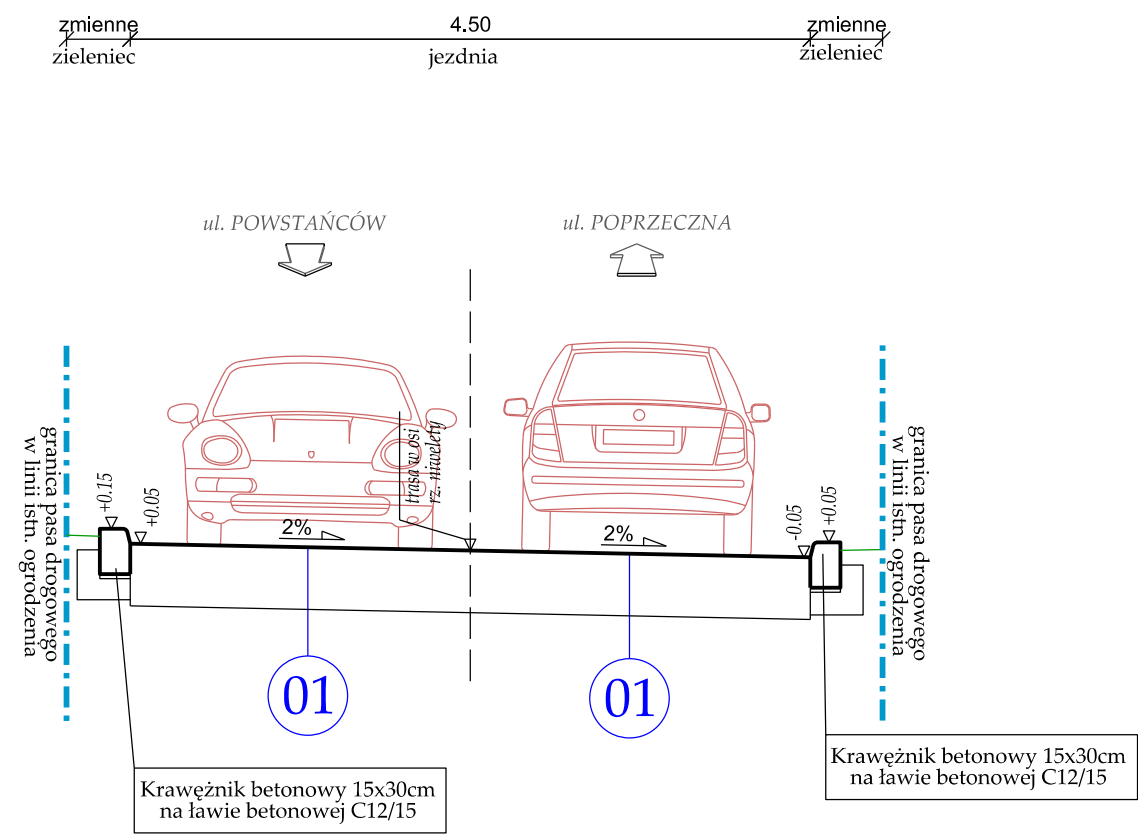 zmienne
4.50
zmienne
zieleniec
jezdnia
zieleniec
ul. POWSTAŃCÓW
ul. POPRZECZNA
granica pasa drogowego
w linii istn. ogrodzenia
+0.15
+0.05
trasa w osi
rz. niwelety
2%
2%
-0.05
+0.05
granica pasa drogowego
w linii istn. ogrodzenia
01
01
Krawężnik betonowy 15x30cm
na ławie betonowej C12/15
Krawężnik betonowy 15x30cm
na ławie betonowej C12/15